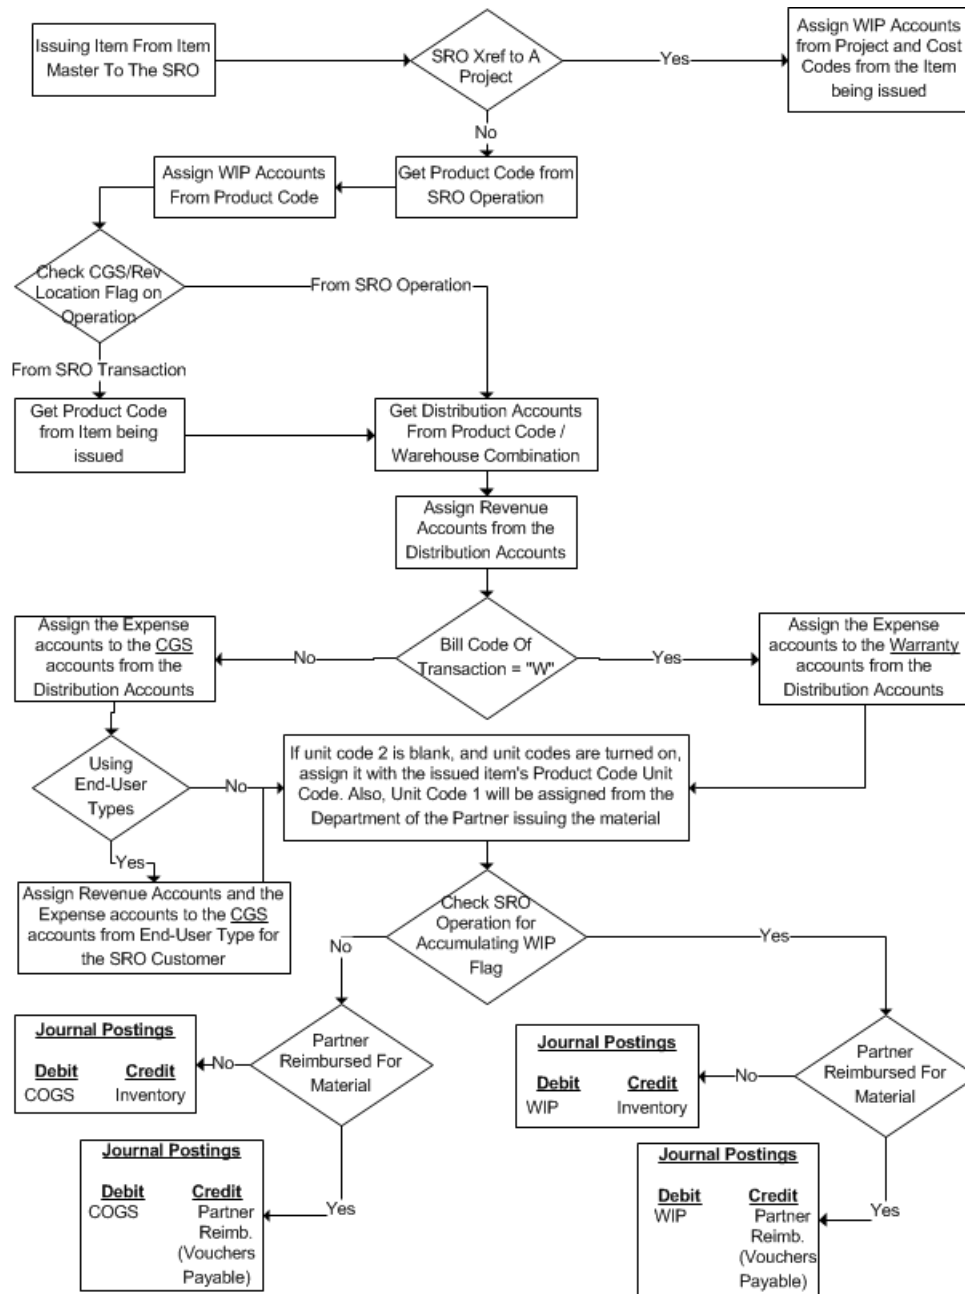 Issuing Item From Item
Master To The SRO
SRO Xref to A
Project
Yes
Assign WIP Accounts
from Project and Cost
Codes from the Item
being issued
No
Assign WIP Accounts
From Product Code
Get Product Code from
SRO Operation
Check CGS/Rev
Location Flag on
Operation
From SRO Operation
From SRO Transaction
Get Product Code
from Item being
issued
Get Distribution Accounts
From Product Code /
Warehouse Combination
Assign Revenue
Accounts from the
Distribution Accounts
Assign the Expense
accounts to the CGS
accounts from the
Distribution Accounts
No
Bill Code Of
Transaction = "W"
Yes
Assign the Expense
accounts to the Warranty
accounts from the
Distribution Accounts
Using
End-User
Types
No
If unit code 2 is blank, and unit codes are turned on,
assign it with the issued item's Product Code Unit
Code. Also, Unit Code 1 will be assigned from the
Department of the Partner issuing the material
Yes
Assign Revenue Accounts and the
Expense accounts to the CGS
accounts from End-User Type for
the SRO Customer
Check SRO
Operation for
Accumulating WIP
Flag
No
Yes
Journal Postings
Debit Credit
COGS Inventory
No
Partner
Reimbursed For
Material
Journal Postings
Debit Credit
WIP Inventory
No
Partner
Reimbursed For
Material
Journal Postings
Debit Credit
COGS Partner
Reimb.
(Vouchers
Payable)
Yes
Journal Postings
Debit Credit
WIP Partner
Reimb.
(Vouchers
Payable)
Yes